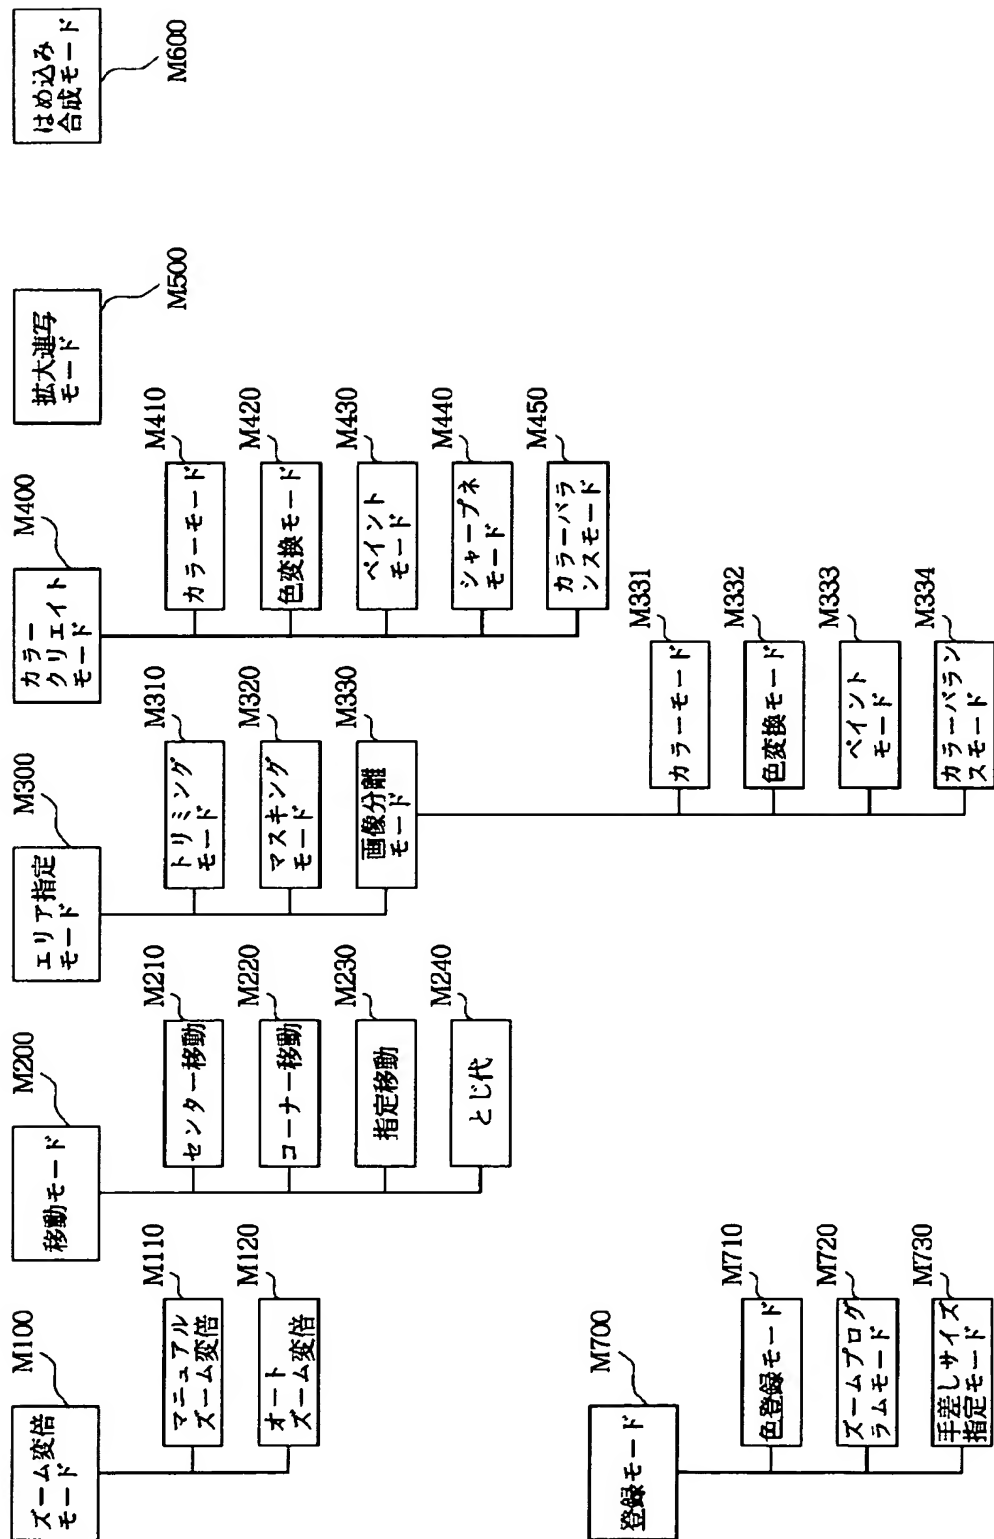 ズーム変倍
モード
M100
マニュアル
ズーム変倍
M110
オート
ズーム変倍
M120
移動モード
M200
センター移動
M210
コーナー移動
M220
指定移動
M230
とじ代
M240
エリア指定
モード
M300
トリミング
モード
M310
マスキング
モード
M320
画像分離
モード
M330
カラーモード
M331
色変換モード
M332
ペイント
モード
M333
カラーバラン
スモード
M334
カラー
クリエイト
モード
M400
カラーモード
M410
色変換モード
M420
ペイント
モード
M430
シャープネ
モード
M440
カラーバラ
ンスモード
M450
拡大連写
モード
M500
はめ込み
合成モード
M600
登録モード
M700
色登録モード
M710
ズームプログ
ラムモード
M720
手差しサイズ
指定モード
M730